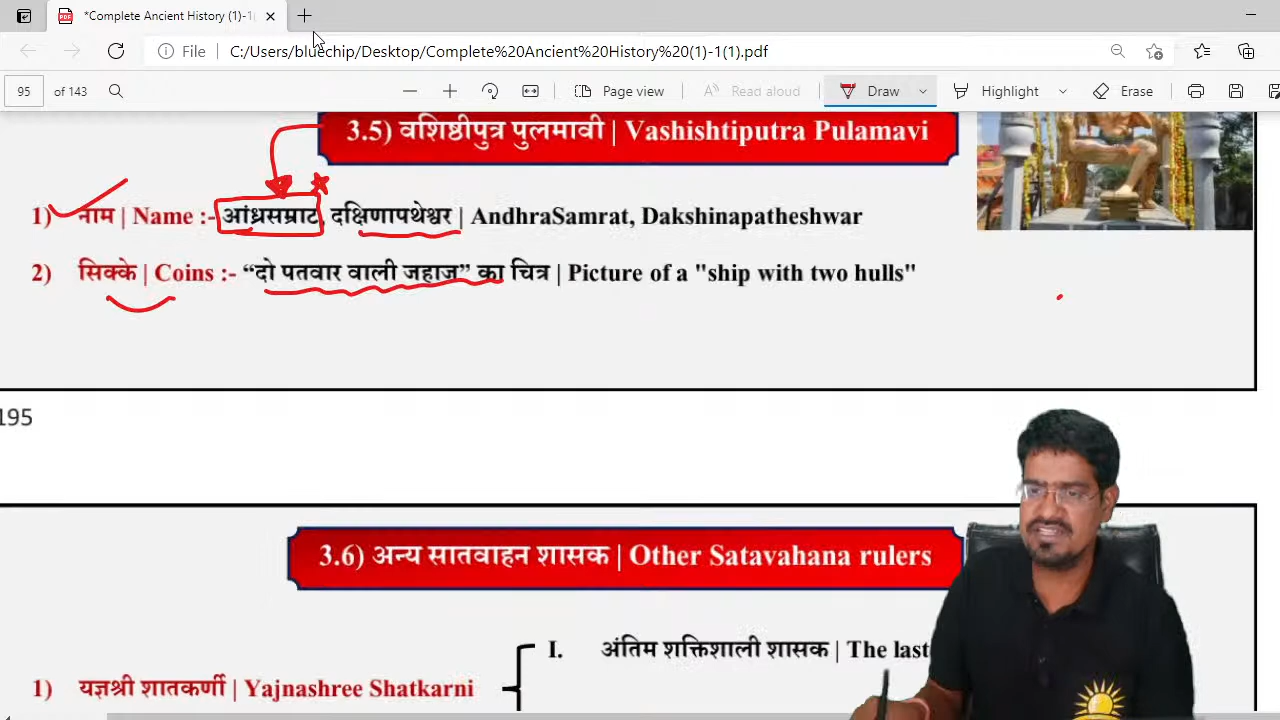 *Complete Ancient History (1)-1(
File C:/Users/bluechip/Desktop/Complete%20Ancient%20History%20(1)-1(1).pdf
95 of 143 Page view Read aloud Draw Highlight Erase
3.5) वशिष्ठीपुत्र पुलमावी | Vashishtiputra Pulamavi
1) नाम | Name :- आंध्रसम्राट, दक्षिणापथेश्वर | AndhraSamrat, Dakshinapatheshwar
2) सिक्के | Coins :- “दो पतवार वाली जहाज” का चित्र | Picture of a "ship with two hulls"
195
3.6) अन्य सातवाहन शासक | Other Satavahana rulers
I. अंतिम शक्तिशाली शासक | The last
1) यज्ञश्री शातकर्णी | Yajnashree Shatkarni